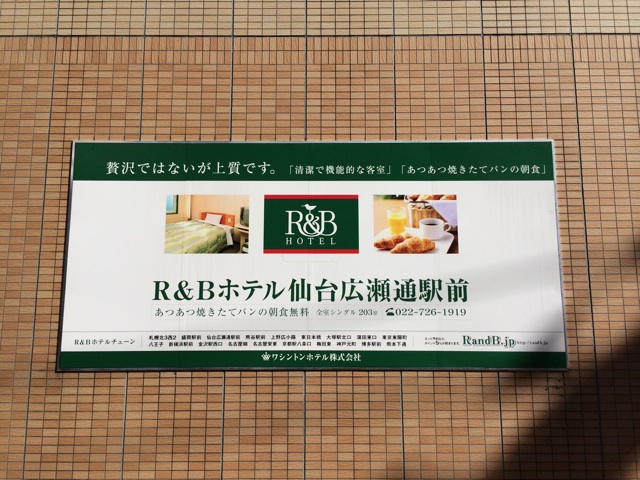 贅沢ではないが上質です。「清潔で機能的な客室」「あつあつ焼きたてパンの朝食」
R&B
HOTEL
R&Bホテル仙台広瀬通駅前
あつあつ焼きたてパンの朝食無料 全室シングル 203室 ☎022-726-1919
R&Bホテルチェーン
札幌北3西2 盛岡駅前 仙台広瀬通駅前 熊谷駅前 上野広小路 東日本橋 大塚駅北口 蒲田東口 東京東陽町
八王子 新横浜駅前 金沢駅西口 名古屋錦 名古屋栄東 京都駅八条口 梅田東 神戸元町 博多駅前 熊本下通
RandB.jp http://randb.jp
ワシントンホテル株式会社